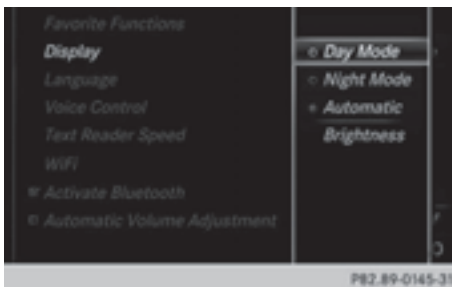 Favorite Functions
Display
Language
Voice Control
Text Reader Speed
WiFi
Activate Bluetooth
Automatic Volume Adjustment
Day Mode
Night Mode
Automatic
Brightness
P82.89-0145-31